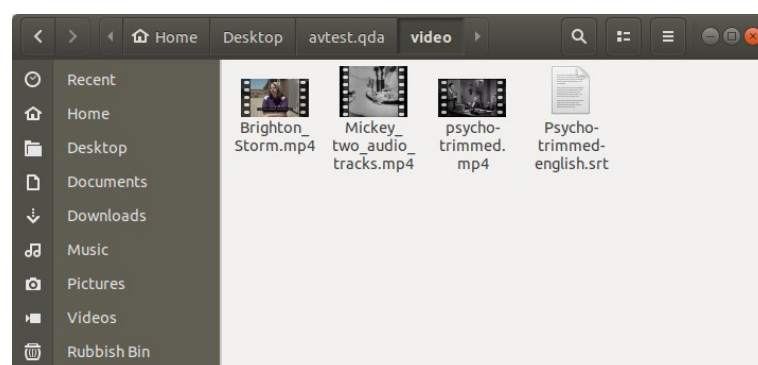 Home Desktop avtest.qda video
Recent
Home
Desktop
Documents
Downloads
Music
Pictures
Videos
Rubbish Bin
Brighton_
Storm.mp4
Mickey_
two_audio_
tracks.mp4
psycho-
trimmed.
mp4
Psycho-
trimmed-
english.srt